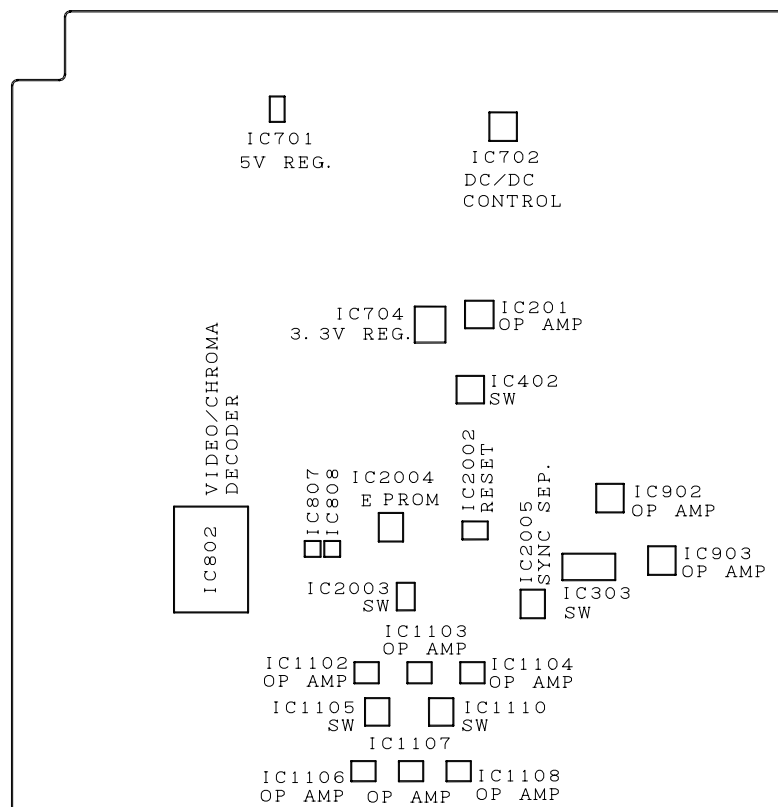 IC701
5V REG.
IC702
DC/DC
CONTROL
IC704
3.3V REG.
IC201
OP AMP
IC402
SW
VIDEO/CHROMA
DECODER
IC802
IC807
IC808
IC2004
E PROM
IC2002
RESET
IC2005
SYNC SEP.
IC902
OP AMP
IC903
OP AMP
IC303
SW
IC2003
SW
IC1103
OP AMP
IC1102
OP AMP
IC1104
OP AMP
IC1105
SW
IC1110
SW
IC1107
OP AMP
IC1106
OP AMP
IC1108
OP AMP